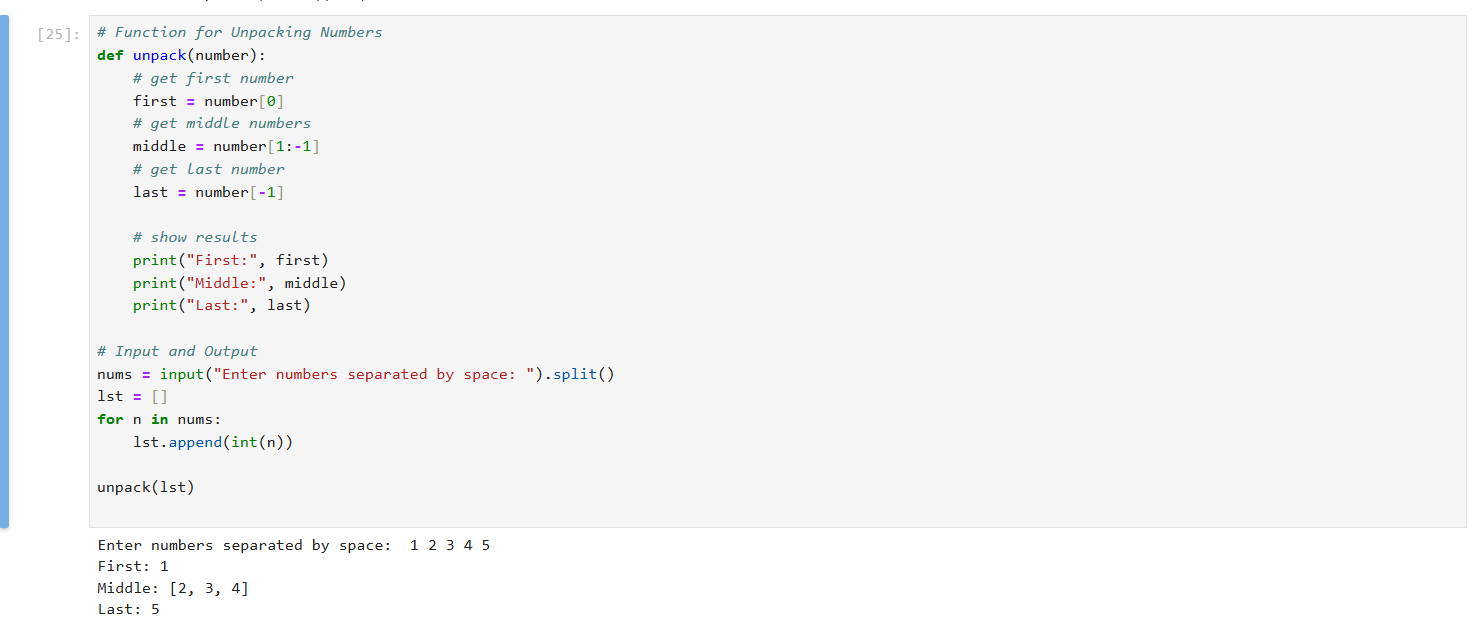 [25]:
# Function for Unpacking Numbers
def unpack(number):
    # get first number
    first = number[0]
    # get middle numbers
    middle = number[1:-1]
    # get last number
    last = number[-1]

    # show results
    print("First:", first)
    print("Middle:", middle)
    print("Last:", last)

# Input and Output
nums = input("Enter numbers separated by space: ").split()
lst = []
for n in nums:
    lst.append(int(n))

unpack(lst)

Enter numbers separated by space:  1 2 3 4 5
First: 1
Middle: [2, 3, 4]
Last: 5